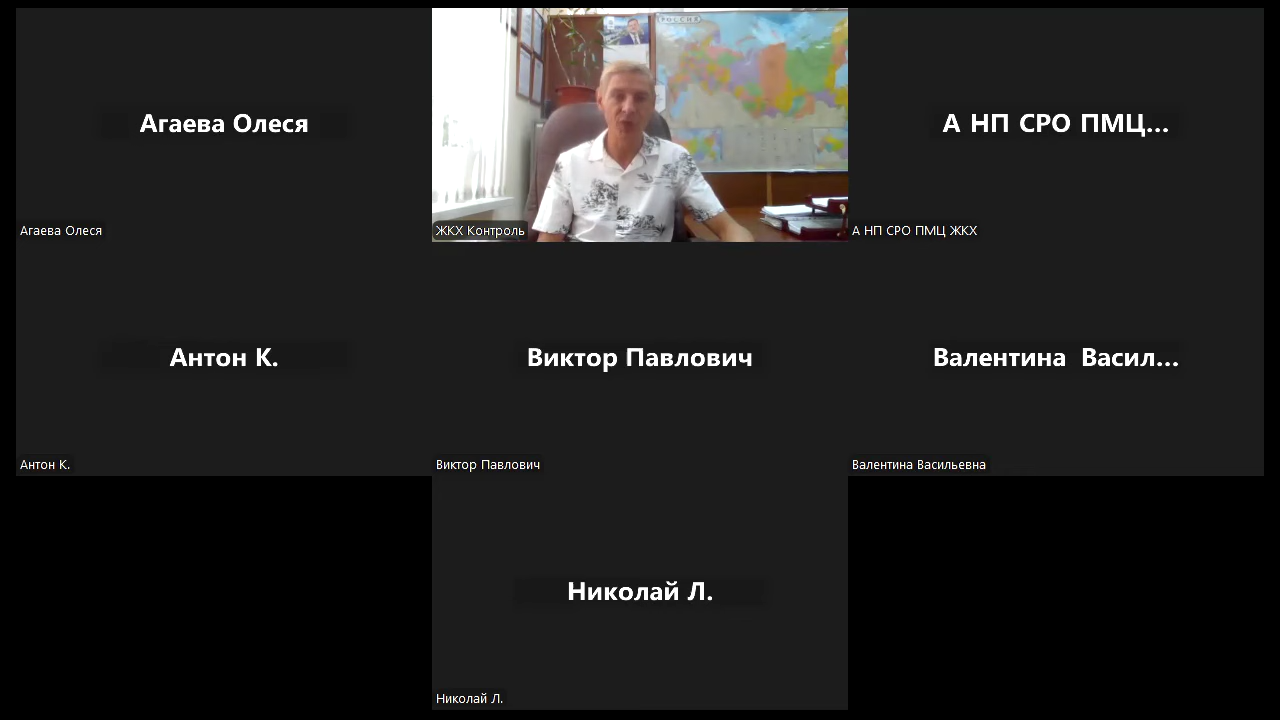 Агаева Олеся
Агаева Олеся
РОССИЯ
ЖКХ Контроль
А НП СРО ПМЦ...
А НП СРО ПМЦ ЖКХ
Антон К.
Антон К.
Виктор Павлович
Виктор Павлович
Валентина Васил...
Валентина Васильевна
Николай Л.
Николай Л.